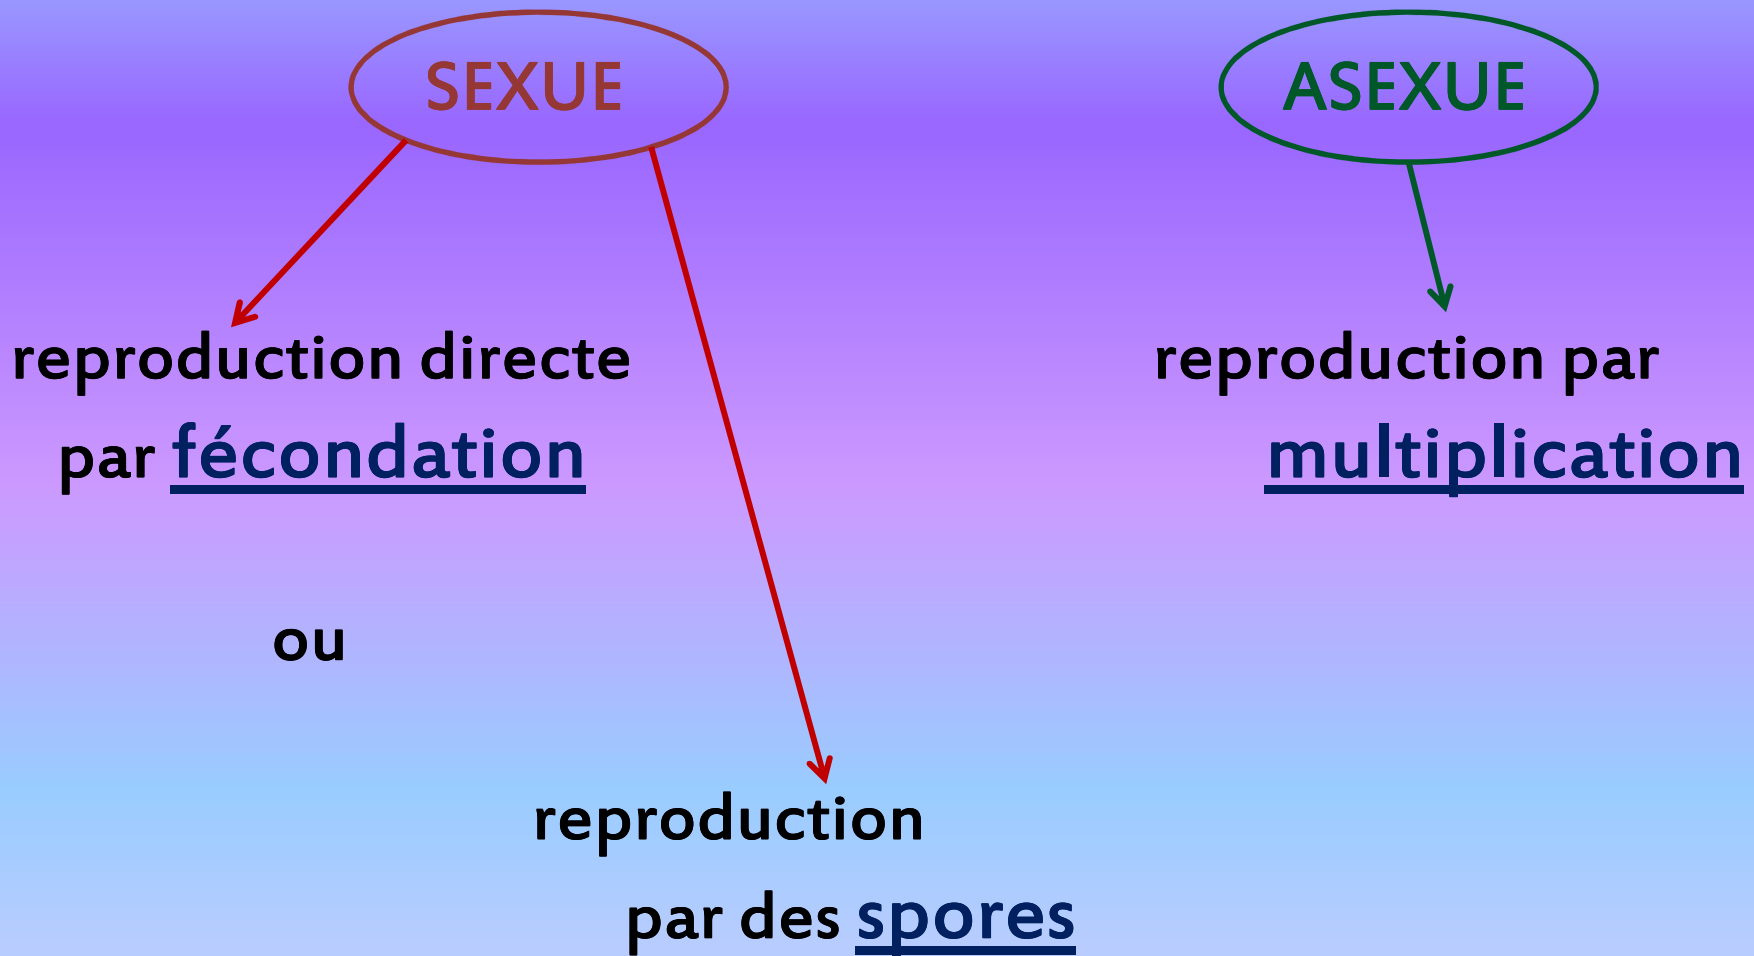 SEXUE
ASEXUE
reproduction directe
par fécondation
reproduction par
multiplication
ou
reproduction
par des spores